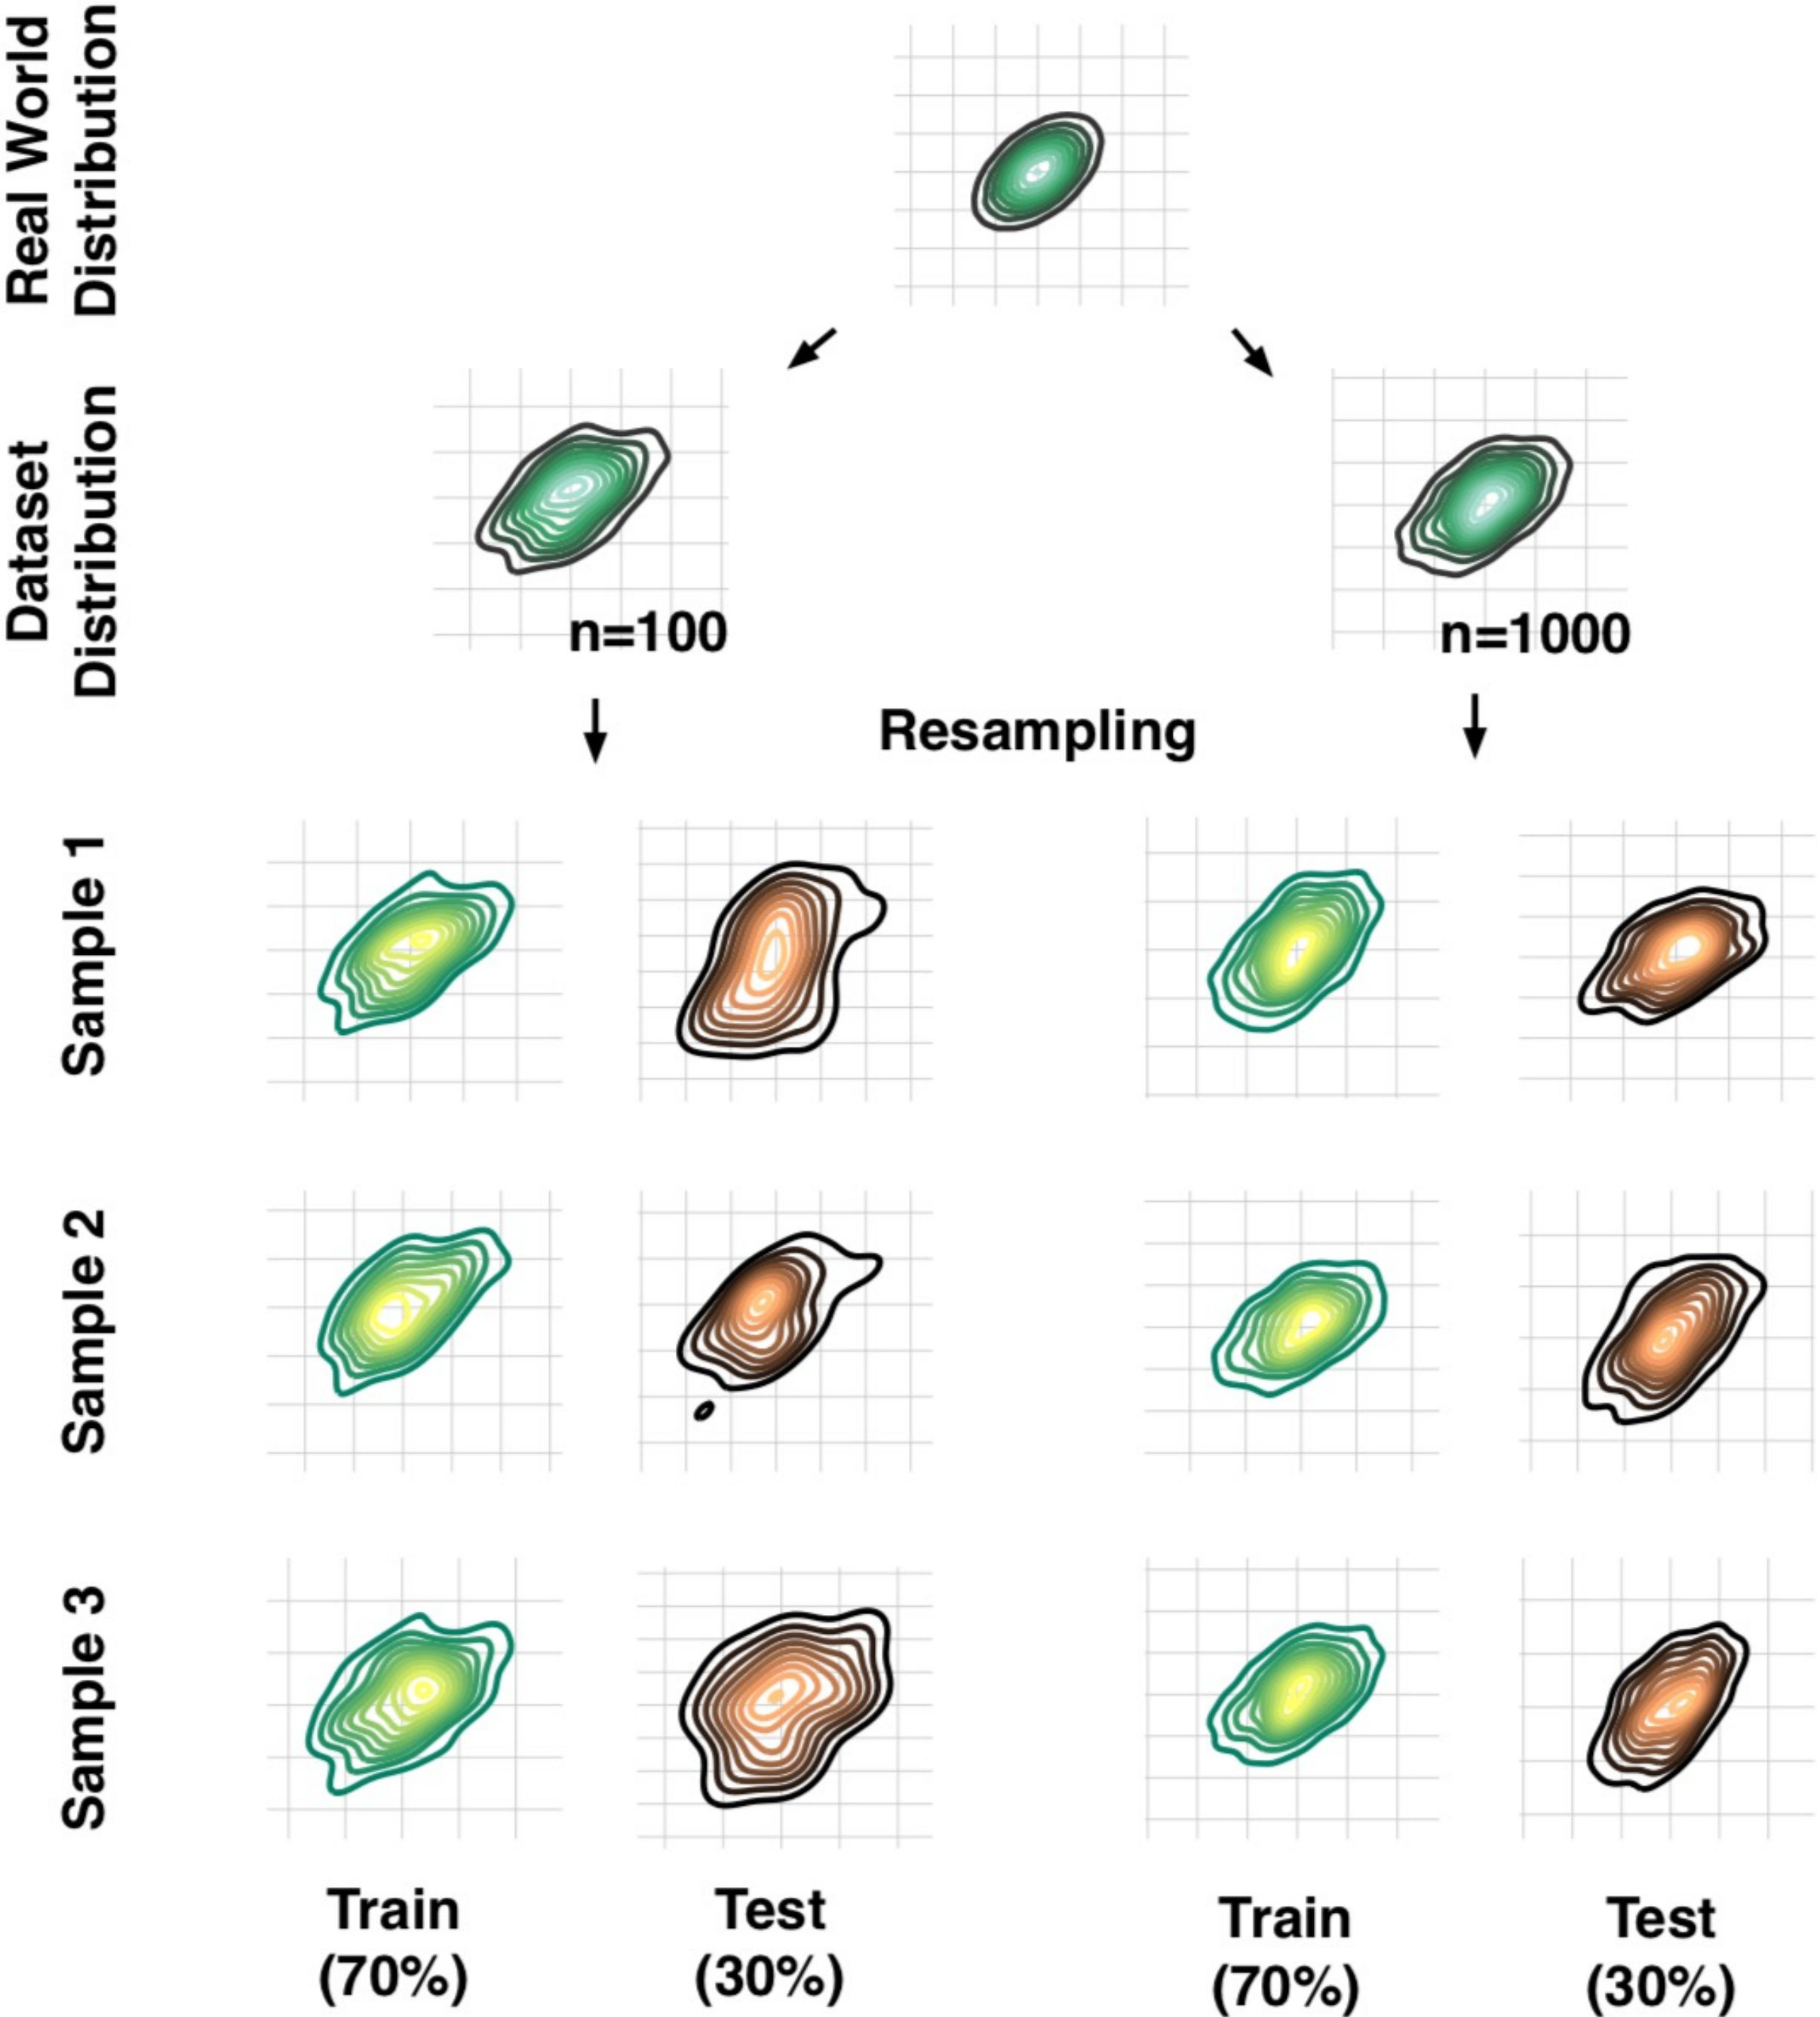 Real World
Distribution
Dataset
Distribution
n=100
n=1000
Resampling
Sample 1
Sample 2
Sample 3
Train
(70%)
Test
(30%)
Train
(70%)
Test
(30%)